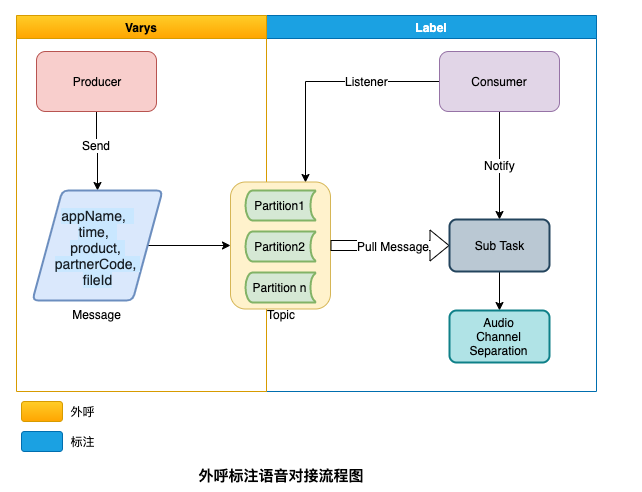 Varys
Label
Producer
Consumer
Listener
Send
Notify
appName,
time,
product,
partnerCode,
fileId
Message
Partition1
Partition2
Partition n
Topic
Pull Message
Sub Task
Audio
Channel
Separation
外呼
标注
外呼标注语音对接流程图